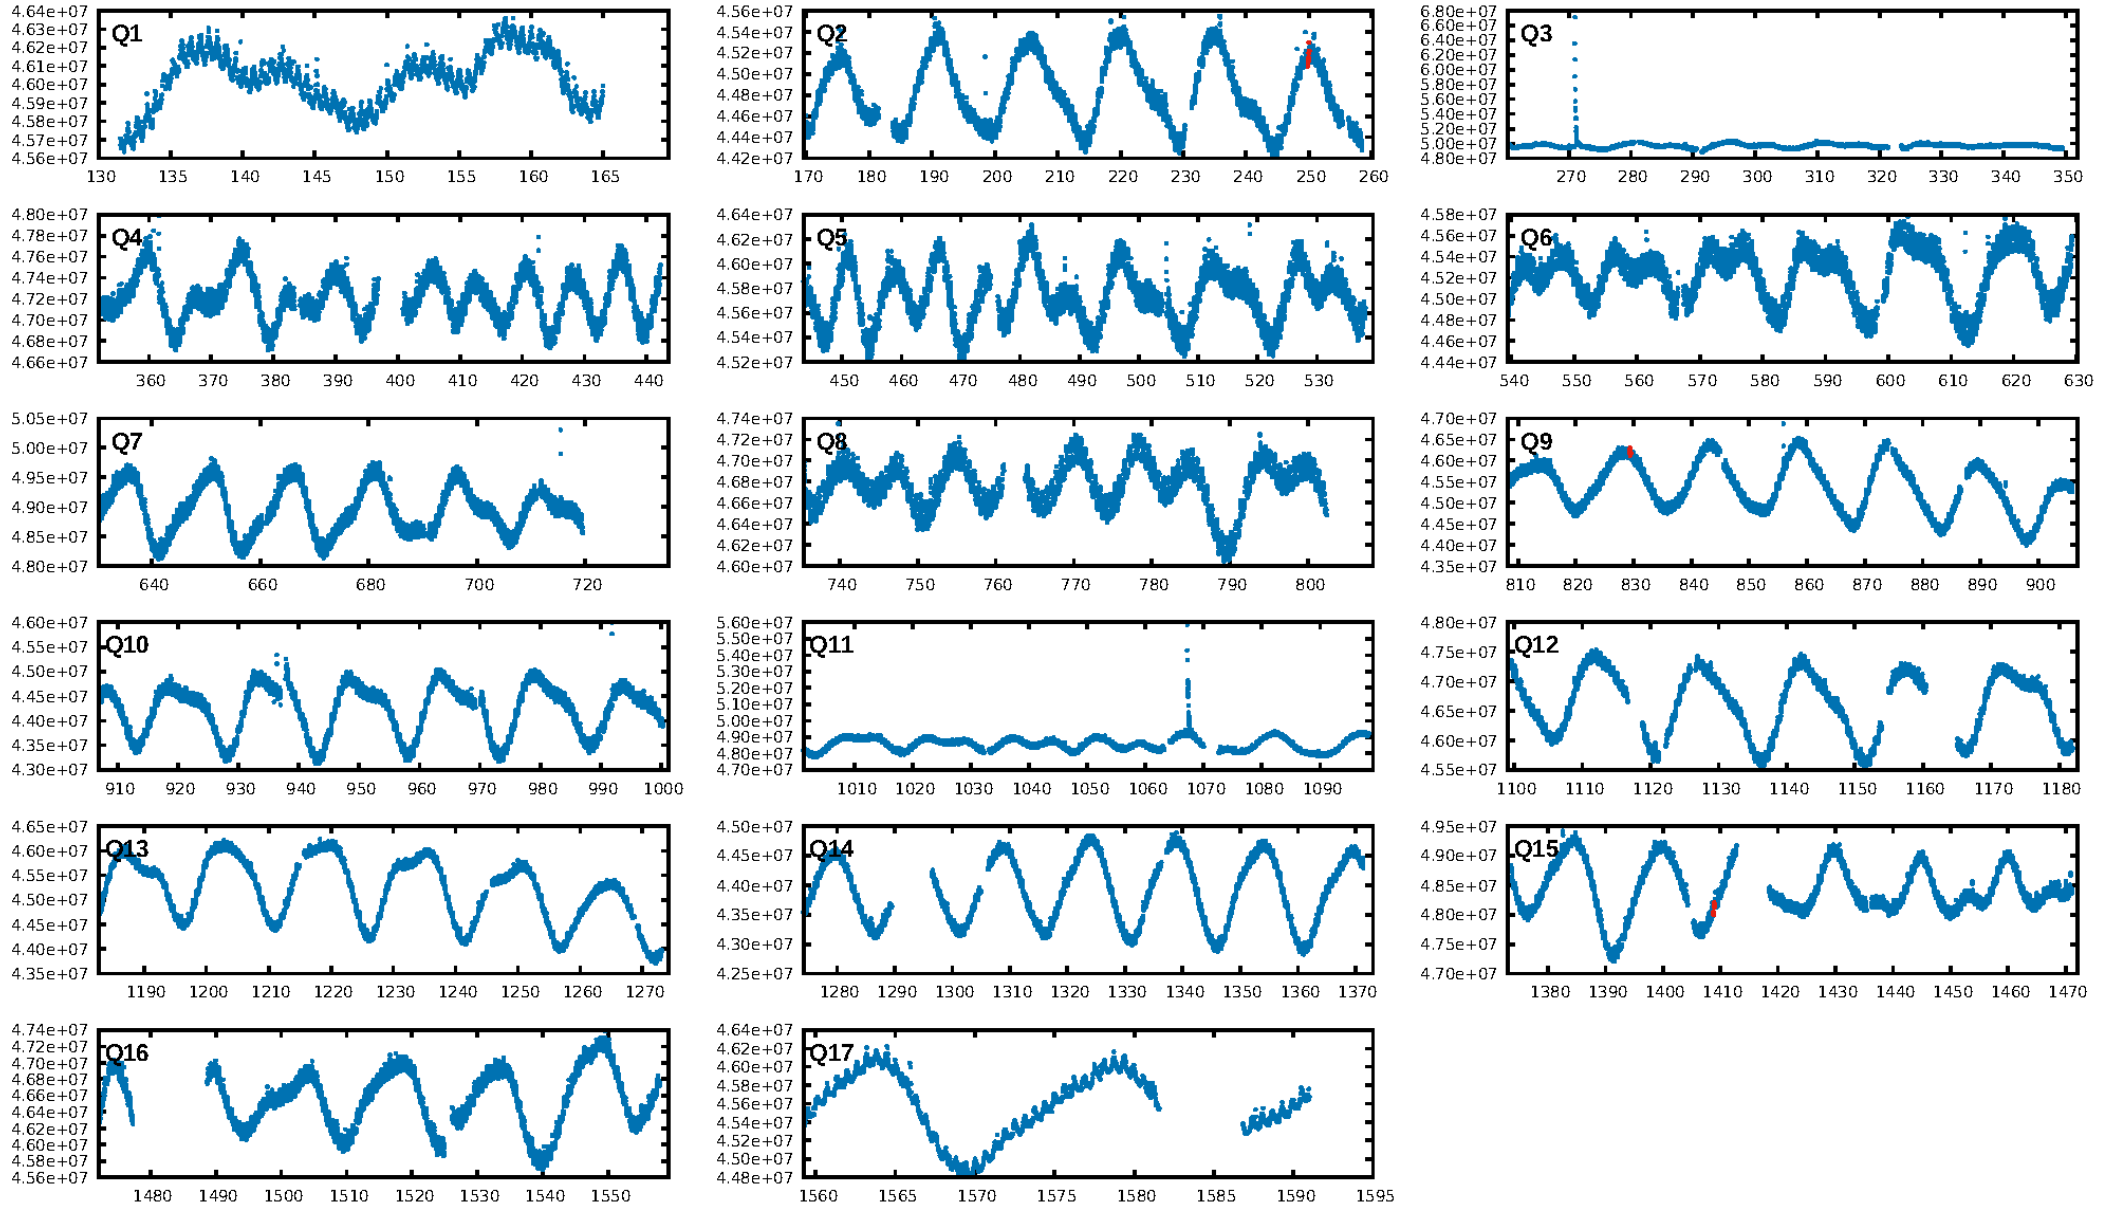 4.64e+07
4.63e+07
4.62e+07
4.61e+07
4.60e+07
4.59e+07
4.58e+07
4.57e+07
4.56e+07
Q1
130 135 140 145 150 155 160 165
4.56e+07
4.54e+07
4.52e+07
4.50e+07
4.48e+07
4.46e+07
4.44e+07
4.42e+07
Q2
170 180 190 200 210 220 230 240 250 260
6.80e+07
6.60e+07
6.40e+07
6.20e+07
6.00e+07
5.80e+07
5.60e+07
5.40e+07
5.20e+07
5.00e+07
4.80e+07
Q3
270 280 290 300 310 320 330 340 350
4.80e+07
4.78e+07
4.76e+07
4.74e+07
4.72e+07
4.70e+07
4.68e+07
4.66e+07
Q4
360 370 380 390 400 410 420 430 440
4.64e+07
4.62e+07
4.60e+07
4.58e+07
4.56e+07
4.54e+07
4.52e+07
Q5
450 460 470 480 490 500 510 520 530
4.58e+07
4.56e+07
4.54e+07
4.52e+07
4.50e+07
4.48e+07
4.46e+07
4.44e+07
Q6
540 550 560 570 580 590 600 610 620 630
5.05e+07
5.00e+07
4.95e+07
4.90e+07
4.85e+07
4.80e+07
Q7
640 660 680 700 720
4.74e+07
4.72e+07
4.70e+07
4.68e+07
4.66e+07
4.64e+07
4.62e+07
4.60e+07
Q8
740 750 760 770 780 790 800
4.70e+07
4.65e+07
4.60e+07
4.55e+07
4.50e+07
4.45e+07
4.40e+07
4.35e+07
Q9
810 820 830 840 850 860 870 880 890 900
4.60e+07
4.55e+07
4.50e+07
4.45e+07
4.40e+07
4.35e+07
4.30e+07
Q10
910 920 930 940 950 960 970 980 990 1000
5.60e+07
5.50e+07
5.40e+07
5.30e+07
5.20e+07
5.10e+07
5.00e+07
4.90e+07
4.80e+07
4.70e+07
Q11
1010 1020 1030 1040 1050 1060 1070 1080 1090
4.80e+07
4.75e+07
4.70e+07
4.65e+07
4.60e+07
4.55e+07
Q12
1100 1110 1120 1130 1140 1150 1160 1170 1180
4.65e+07
4.60e+07
4.55e+07
4.50e+07
4.45e+07
4.40e+07
4.35e+07
Q13
1190 1200 1210 1220 1230 1240 1250 1260 1270
4.50e+07
4.45e+07
4.40e+07
4.35e+07
4.30e+07
4.25e+07
Q14
1280 1290 1300 1310 1320 1330 1340 1350 1360 1370
4.95e+07
4.90e+07
4.85e+07
4.80e+07
4.75e+07
4.70e+07
Q15
1380 1390 1400 1410 1420 1430 1440 1450 1460 1470
4.74e+07
4.72e+07
4.70e+07
4.68e+07
4.66e+07
4.64e+07
4.62e+07
4.60e+07
4.58e+07
4.56e+07
Q16
1480 1490 1500 1510 1520 1530 1540 1550
4.64e+07
4.62e+07
4.60e+07
4.58e+07
4.56e+07
4.54e+07
4.52e+07
4.50e+07
4.48e+07
Q17
1560 1565 1570 1575 1580 1585 1590 1595